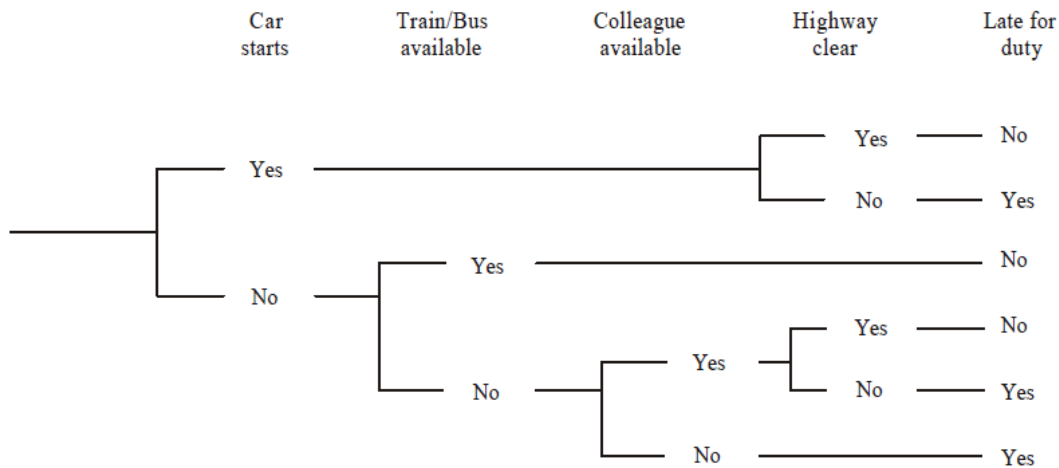 Car starts
Train/Bus available
Colleague available
Highway clear
Late for duty
Yes No
Yes
No Yes
Yes No
No
Yes No
Yes
No No Yes
No Yes